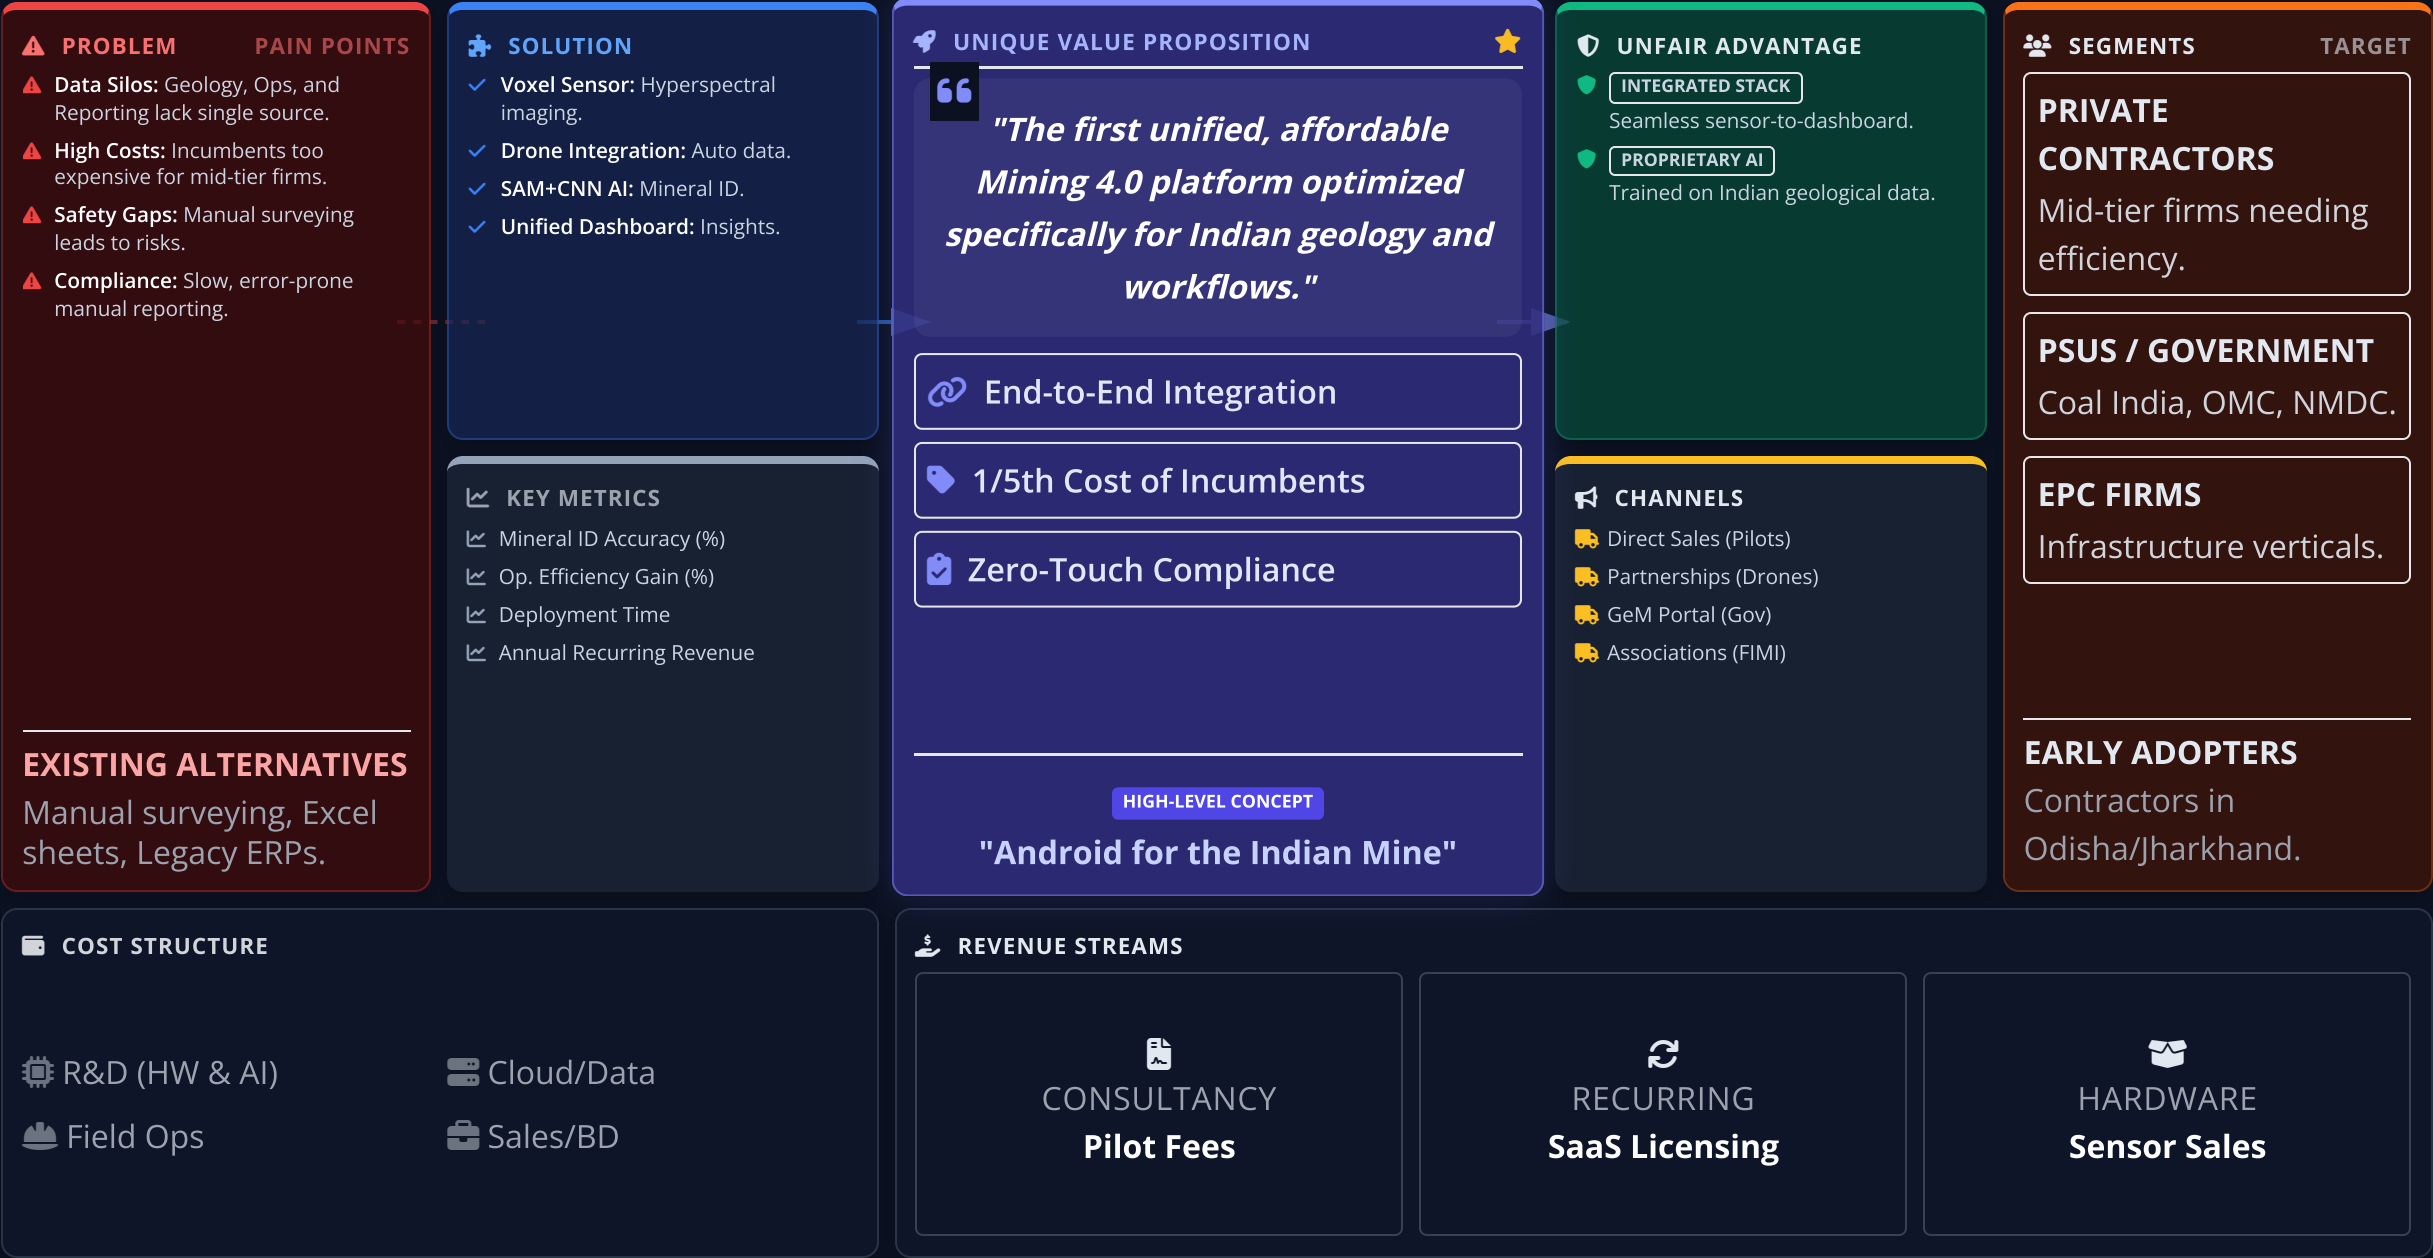 PROBLEM PAIN POINTS
Data Silos: Geology, Ops, and
Reporting lack single source.
High Costs: Incumbents too
expensive for mid-tier firms.
Safety Gaps: Manual surveying
leads to risks.
Compliance: Slow, error-prone
manual reporting.
EXISTING ALTERNATIVES
Manual surveying, Excel
sheets, Legacy ERPs.
SOLUTION
Voxel Sensor: Hyperspectral
imaging.
Drone Integration: Auto data.
SAM+CNN AI: Mineral ID.
Unified Dashboard: Insights.
KEY METRICS
Mineral ID Accuracy (%)
Op. Efficiency Gain (%)
Deployment Time
Annual Recurring Revenue
UNIQUE VALUE PROPOSITION
"The first unified, affordable
Mining 4.0 platform optimized
specifically for Indian geology and
workflows."
End-to-End Integration
1/5th Cost of Incumbents
Zero-Touch Compliance
HIGH-LEVEL CONCEPT
"Android for the Indian Mine"
UNFAIR ADVANTAGE
INTEGRATED STACK
Seamless sensor-to-dashboard.
PROPRIETARY AI
Trained on Indian geological data.
CHANNELS
Direct Sales (Pilots)
Partnerships (Drones)
GeM Portal (Gov)
Associations (FIMI)
SEGMENTS TARGET
PRIVATE
CONTRACTORS
Mid-tier firms needing
efficiency.
PSUS / GOVERNMENT
Coal India, OMC, NMDC.
EPC FIRMS
Infrastructure verticals.
EARLY ADOPTERS
Contractors in
Odisha/Jharkhand.
COST STRUCTURE
R&D (HW & AI) Cloud/Data
Field Ops Sales/BD
REVENUE STREAMS
CONSULTANCY
Pilot Fees
RECURRING
SaaS Licensing
HARDWARE
Sensor Sales